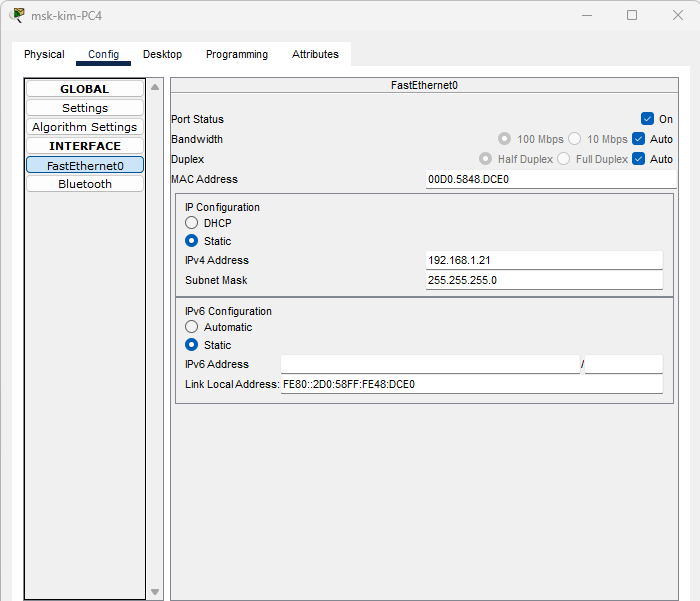 msk-kim-PC4
Physical Config Desktop Programming Attributes
GLOBAL
Settings
Algorithm Settings
INTERFACE
FastEthernet0
Bluetooth
FastEthernet0
Port Status On
Bandwidth 100 Mbps 10 Mbps Auto
Duplex Half Duplex Full Duplex Auto
MAC Address 00D0.5848.DCE0
IP Configuration
DHCP
Static
IPv4 Address 192.168.1.21
Subnet Mask 255.255.255.0
IPv6 Configuration
Automatic
Static
IPv6 Address /
Link Local Address: FE80::2D0:58FF:FE48:DCE0